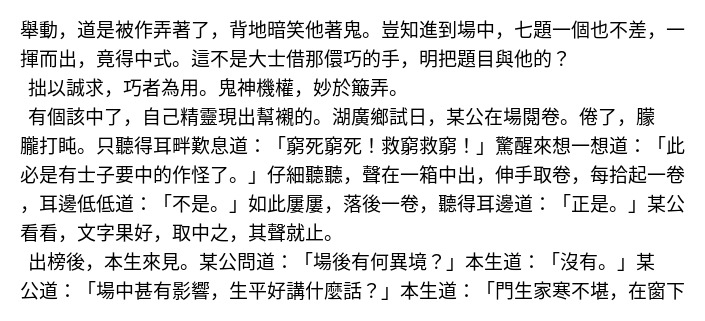 舉動，道是被作弄著了，背地暗笑他著鬼。豈知進到場中，七題一個也不差，一
揮而出，竟得中式。這不是大士借那儇巧的手，明把題目與他的？
拙以誠求，巧者為用。鬼神機權，妙於簸弄。
有個該中了，自己精靈現出幫襯的。湖廣鄉試日，某公在場閱卷。倦了，朦
朧打盹。只聽得耳畔歎息道：「窮死窮死！救窮救窮！」驚醒來想一想道：「此
必是有士子要中的作怪了。」仔細聽聽，聲在一箱中出，伸手取卷，每拾起一卷
，耳邊低低道：「不是。」如此屢屢，落後一卷，聽得耳邊道：「正是。」某公
看看，文字果好，取中之，其聲就止。
出榜後，本生來見。某公問道：「場後有何異境？」本生道：「沒有。」某
公道：「場中甚有影響，生平好講什麼話？」本生道：「門生家寒不堪，在窗下